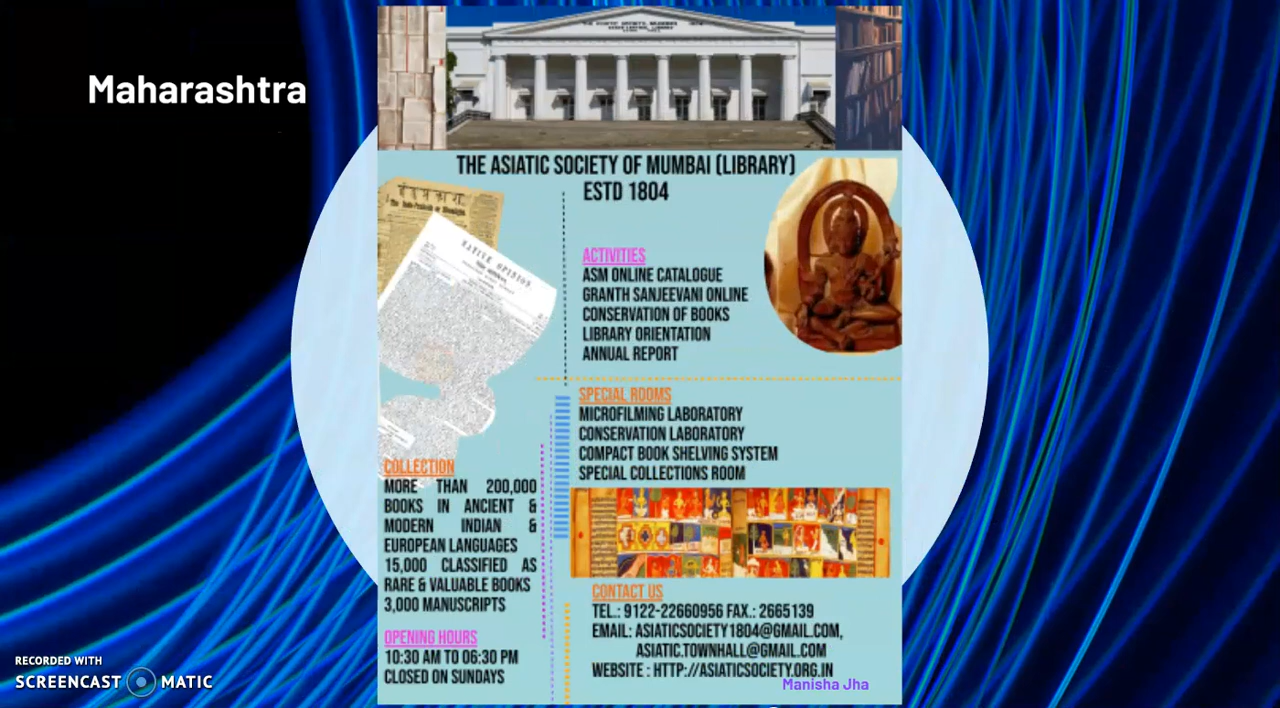 Maharashtra
THE ASIATIC SOCIETY OF MUMBAI (LIBRARY)
ESTD 1804
NATIVE OPINION
ACTIVITIES
ASM ONLINE CATALOGUE
GRANTH SANJEEVANI ONLINE
CONSERVATION OF BOOKS
LIBRARY ORIENTATION
ANNUAL REPORT
SPECIAL ROOMS
MICROFILMING LABORATORY
CONSERVATION LABORATORY
COMPACT BOOK SHELVING SYSTEM
SPECIAL COLLECTIONS ROOM
COLLECTION
MORE THAN 200,000
BOOKS IN ANCIENT &
MODERN INDIAN &
EUROPEAN LANGUAGES
15,000 CLASSIFIED AS
RARE & VALUABLE BOOKS
3,000 MANUSCRIPTS
OPENING HOURS
10:30 AM TO 06:30 PM
CLOSED ON SUNDAYS
CONTACT US
TEL.: 9122-22660956 FAX.: 2665139
EMAIL: ASIATICSOCIETY1804@GMAIL.COM,
ASIATIC.TOWNHALL@GMAIL.COM
WEBSITE : HTTP://ASIATICSOCIETY.ORG.IN
Manisha Jha
RECORDED WITH
SCREENCAST MATIC